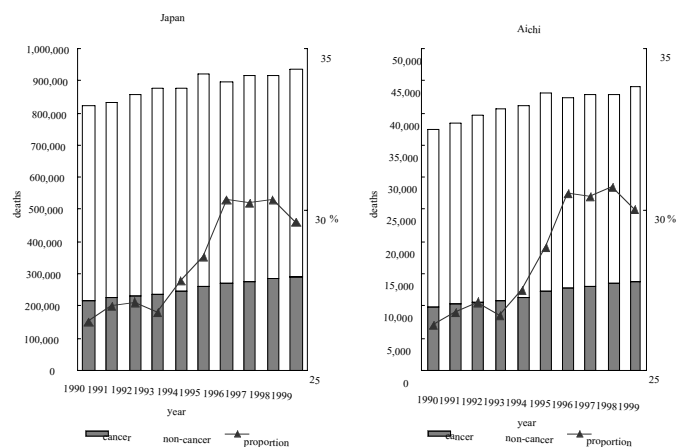 Japan
1,000,000
900,000
800,000
700,000
600,000
500,000
400,000
300,000
200,000
100,000
0
deaths
35
30 %
25
1990 1991 1992 1993 1994 1995 1996 1997 1998 1999
year
cancer non-cancer proportion
Aichi
50,000
45,000
40,000
35,000
30,000
25,000
20,000
15,000
10,000
5,000
0
deaths
35
30 %
25
1990 1991 1992 1993 1994 1995 1996 1997 1998 1999
year
cancer non-cancer proportion